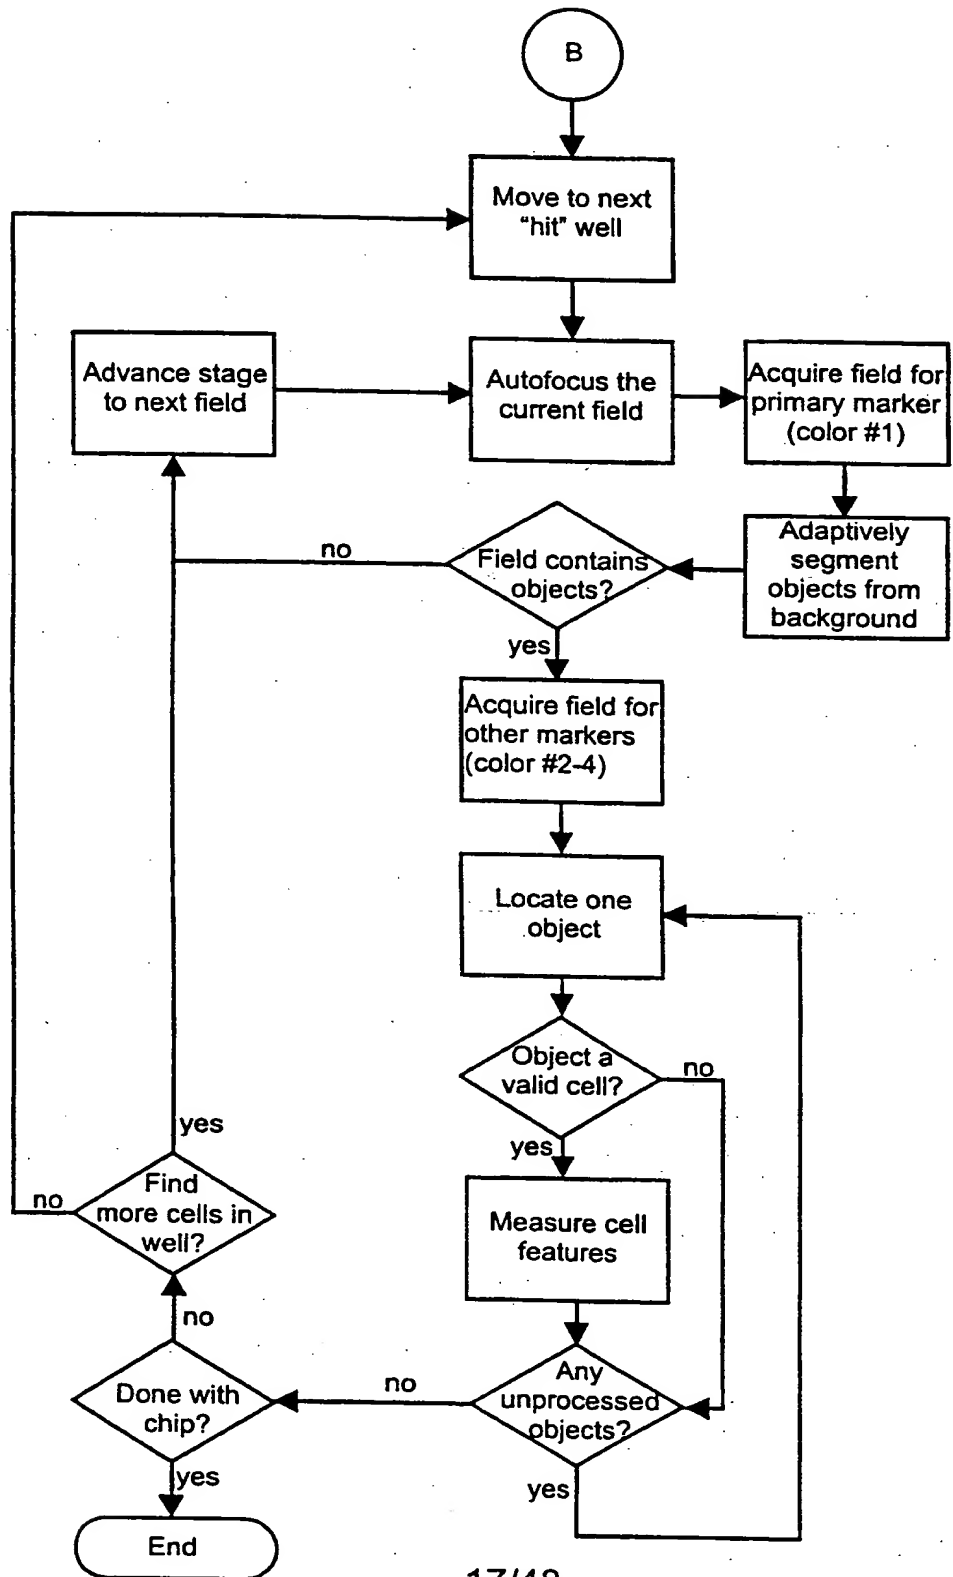 B
Move to next
"hit" well
Advance stage
to next field
Autofocus the
current field
Acquire field for
primary marker
(color #1)
Adaptively
segment
objects from
background
no
Field contains
objects?
yes
Acquire field for
other markers
(color #2-4)
Locate one
object
Object a
valid cell?
no
yes
Measure cell
features
yes
Find
more cells in
well?
no
no
Any
unprocessed
objects?
no
Done with
chip?
yes
yes
End